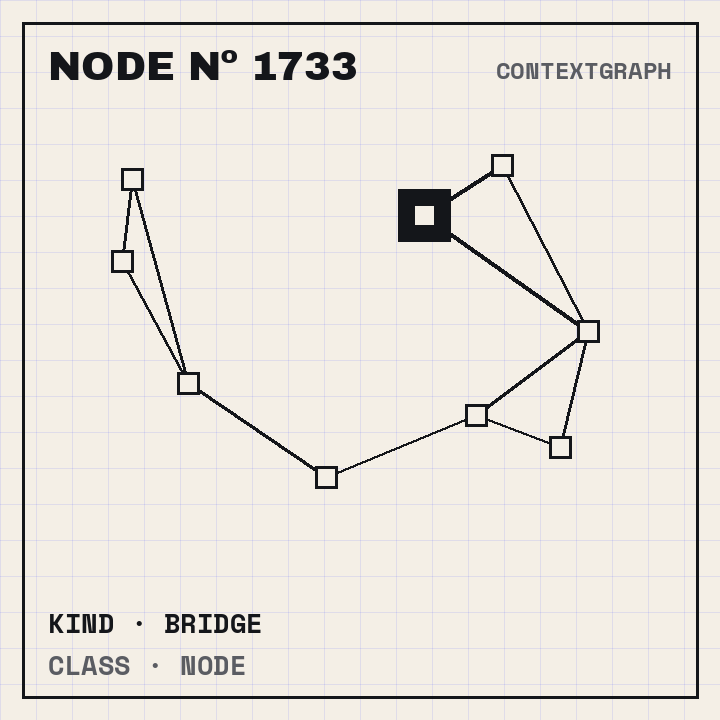 NODE Nº 1733
CONTEXTGRAPH
KIND · BRIDGE
CLASS · NODE